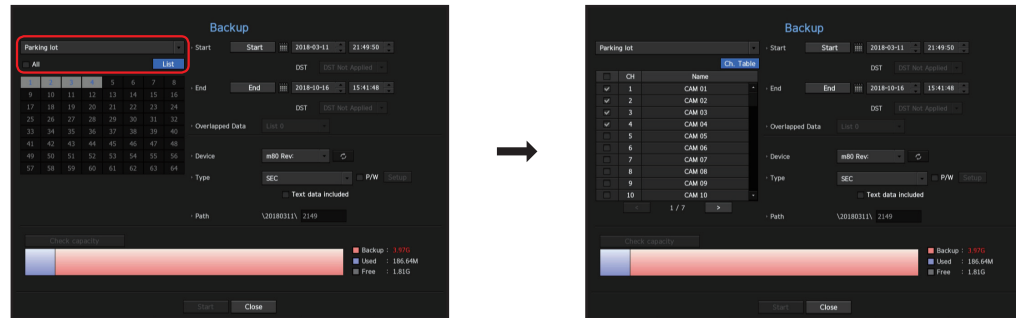 Backup
Parking lot
All List
1 2 3 4 5 6 7 8
9 10 11 12 13 14 15 16
17 18 19 20 21 22 23 24
25 26 27 28 29 30 31 32
33 34 35 36 37 38 39 40
41 42 43 44 45 46 47 48
49 50 51 52 53 54 55 56
57 58 59 60 61 62 63 64
Start Start 2018-03-11 21:49:50
DST DST Not Applied
End End 2018-10-16 15:41:48
DST DST Not Applied
Overlapped Data List 0
Device m80 Rev:
Type SEC P/W Setup
Text data included
Path \20180311\ 2149
Check capacity
Backup : 3.97G
Used : 186.64M
Free : 1.81G
Start Close
Backup
Parking lot
Ch. Table
CH Name
1 CAM 01
2 CAM 02
3 CAM 03
4 CAM 04
5 CAM 05
6 CAM 06
7 CAM 07
8 CAM 08
9 CAM 09
10 CAM 10
< 1 / 7 >
Start Start 2018-03-11 21:49:50
DST DST Not Applied
End End 2018-10-16 15:41:48
DST DST Not Applied
Overlapped Data List 0
Device m80 Rev:
Type SEC P/W Setup
Text data included
Path \20180311\ 2149
Check capacity
Backup : 3.97G
Used : 186.64M
Free : 1.81G
Start Close